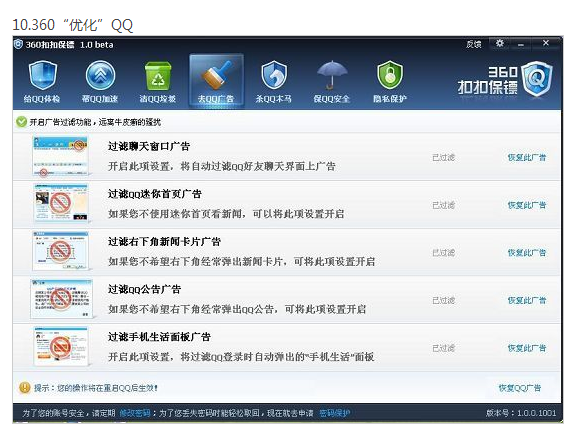 10.360“优化”QQ
360扣扣保镖 1.0 beta
反馈
给QQ体检 帮QQ加速 清QQ垃圾 去QQ广告 杀QQ木马 保QQ安全 隐私保护
360
扣扣保镖
开启广告过滤功能，远离牛皮癣的骚扰
过滤聊天窗口广告
开启此项设置，将自动过滤QQ好友聊天界面上广告 已过滤 恢复此广告
过滤QQ迷你首页广告
如果您不使用迷你首页看新闻，可以将此项设置开启 已过滤 恢复此广告
过滤右下角新闻卡片广告
如果您不希望右下角经常弹出新闻卡片，可将此项设置开启 已过滤 恢复此广告
过滤QQ公告广告
如果您不希望右下角经常弹出QQ公告，可将此项设置开启 已过滤 恢复此广告
过滤手机生活面板广告
开启此项设置，将过滤QQ登录时自动弹出的“手机生活”面板 已过滤 恢复此广告
提示：您的操作将在重启QQ后生效！ 恢复QQ广告
为了您的账号安全，请定期 修改密码；为了您丢失密码时能轻松取回，现在就去申请 密码保护 版本号：1.0.0.1001